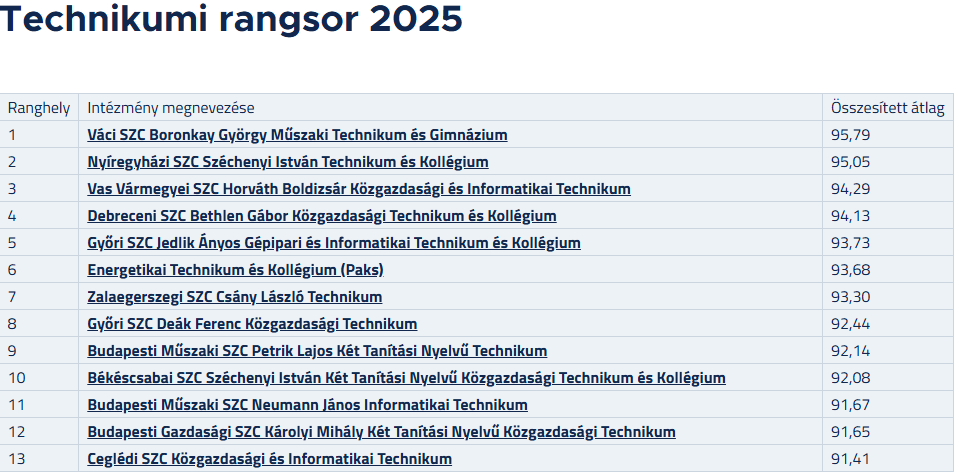 Technikumi rangsor 2025
Ranghely Intézmény megnevezése Összesített átlag
1 Váci SZC Boronkay György Műszaki Technikum és Gimnázium 95,79
2 Nyíregyházi SZC Széchenyi István Technikum és Kollégium 95,05
3 Vas Vármegyei SZC Horváth Boldizsár Közgazdasági és Informatikai Technikum 94,29
4 Debreceni SZC Bethlen Gábor Közgazdasági Technikum és Kollégium 94,13
5 Győri SZC Jedlik Ányos Gépipari és Informatikai Technikum és Kollégium 93,73
6 Energetikai Technikum és Kollégium (Paks) 93,68
7 Zalaegerszegi SZC Csány László Technikum 93,30
8 Győri SZC Deák Ferenc Közgazdasági Technikum 92,44
9 Budapesti Műszaki SZC Petrik Lajos Két Tanítási Nyelvű Technikum 92,14
10 Békéscsabai SZC Széchenyi István Két Tanítási Nyelvű Közgazdasági Technikum és Kollégium 92,08
11 Budapesti Műszaki SZC Neumann János Informatikai Technikum 91,67
12 Budapesti Gazdasági SZC Károlyi Mihály Két Tanítási Nyelvű Közgazdasági Technikum 91,65
13 Ceglédi SZC Közgazdasági és Informatikai Technikum 91,41